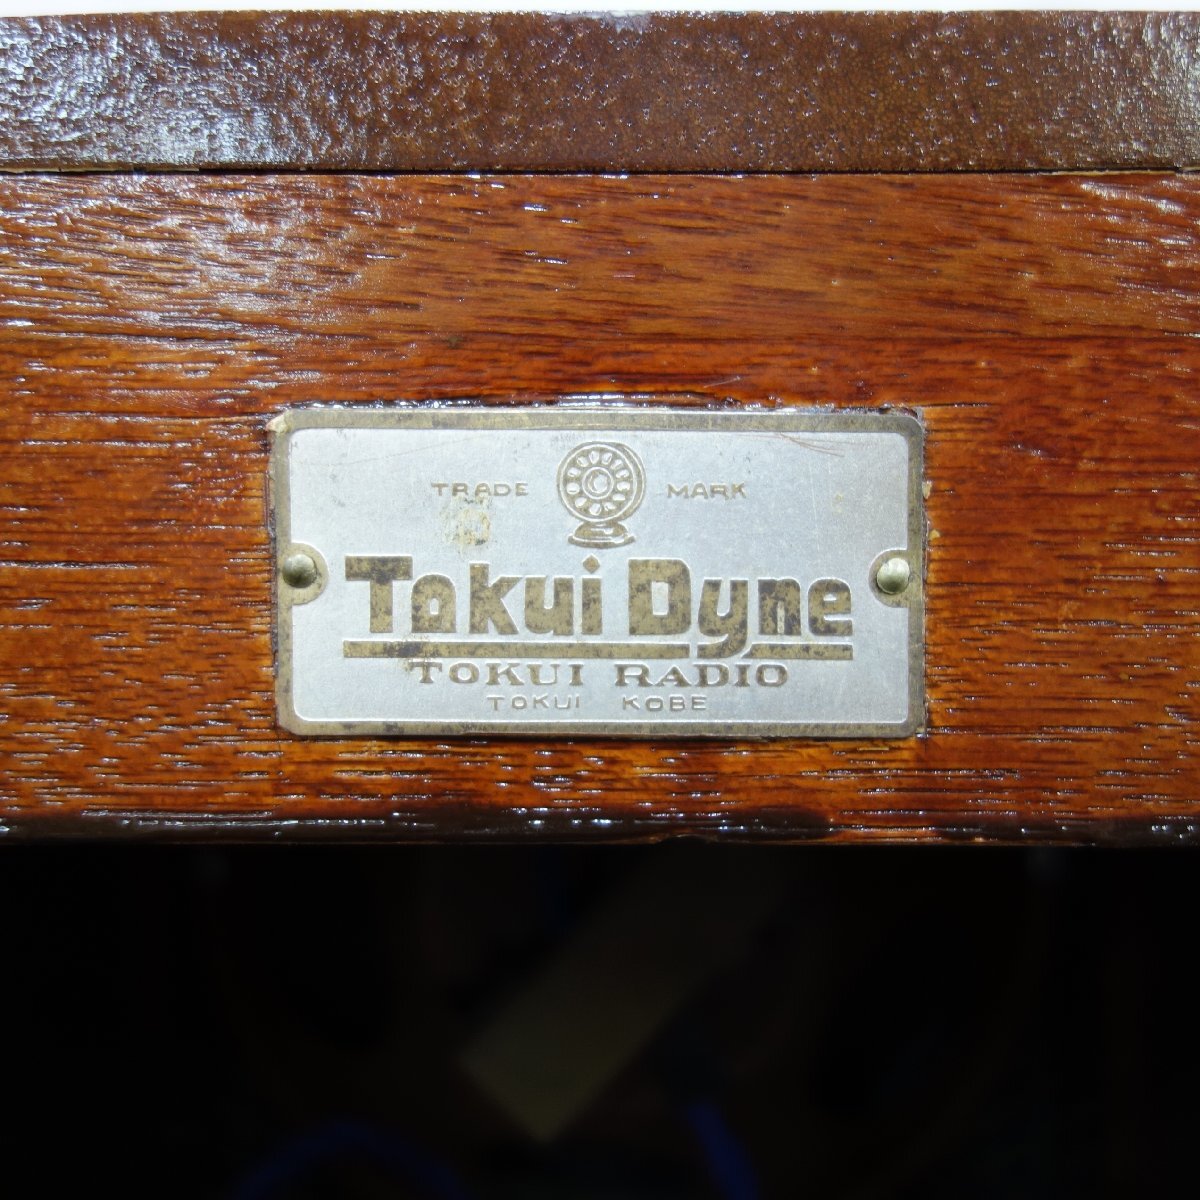 TRADE MARK
Tokui Dyne
TOKUI RADIO
TOKUI KOBE